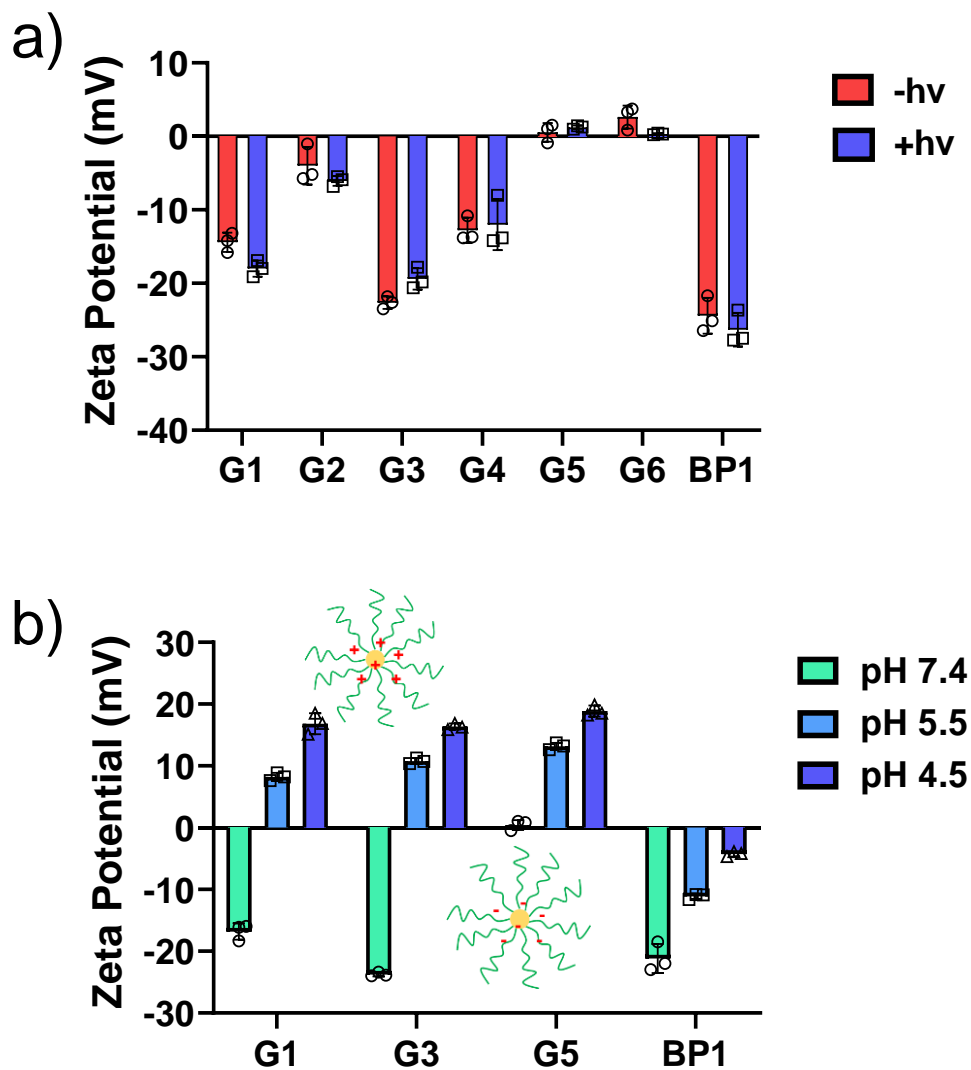 a)
Zeta Potential (mV)
10
0
-10
-20
-30
-40
G1 G2 G3 G4 G5 G6 BP1
-hv
+hv
b)
Zeta Potential (mV)
30
20
10
0
-10
-20
-30
G1 G3 G5 BP1
pH 7.4
pH 5.5
pH 4.5